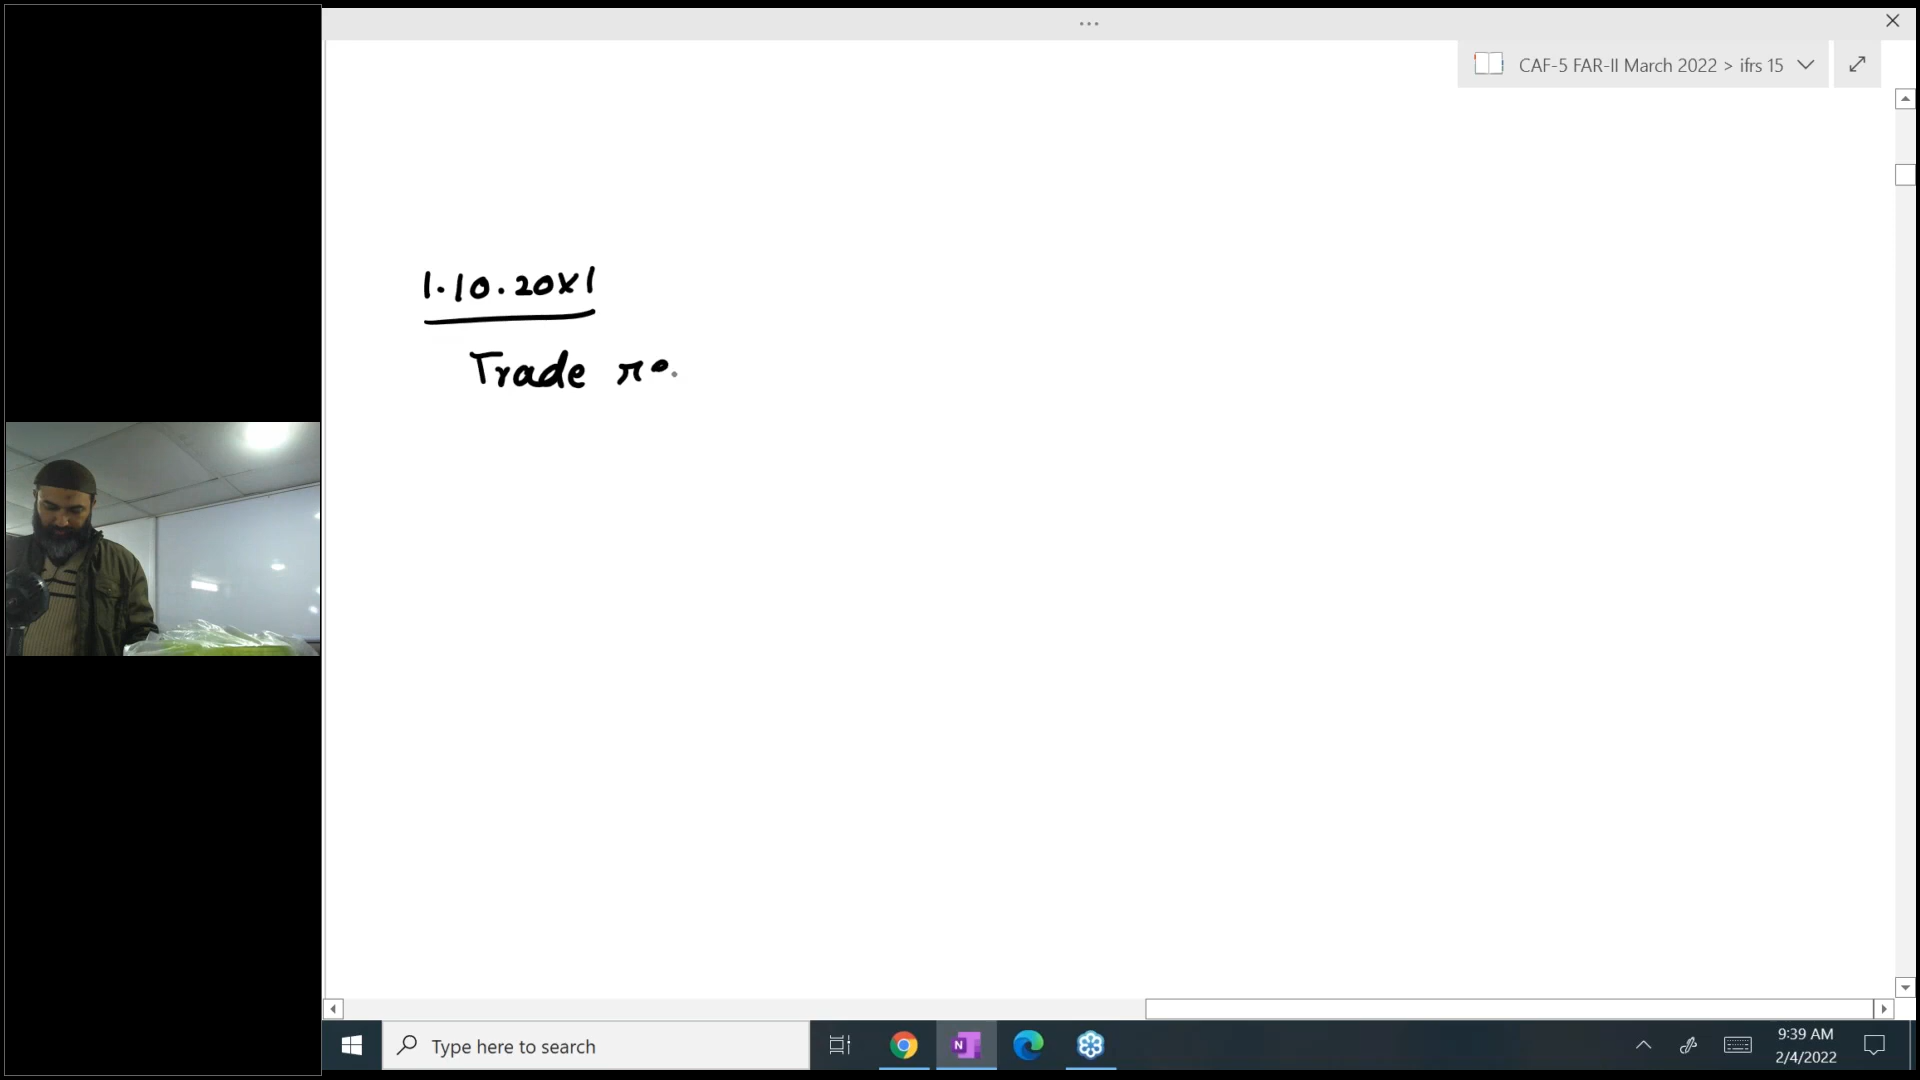 CAF-5 FAR-II March 2022 > ifrs 15
1.10.20X1
Trade
Type here to search
N
9:39 AM
2/4/2022